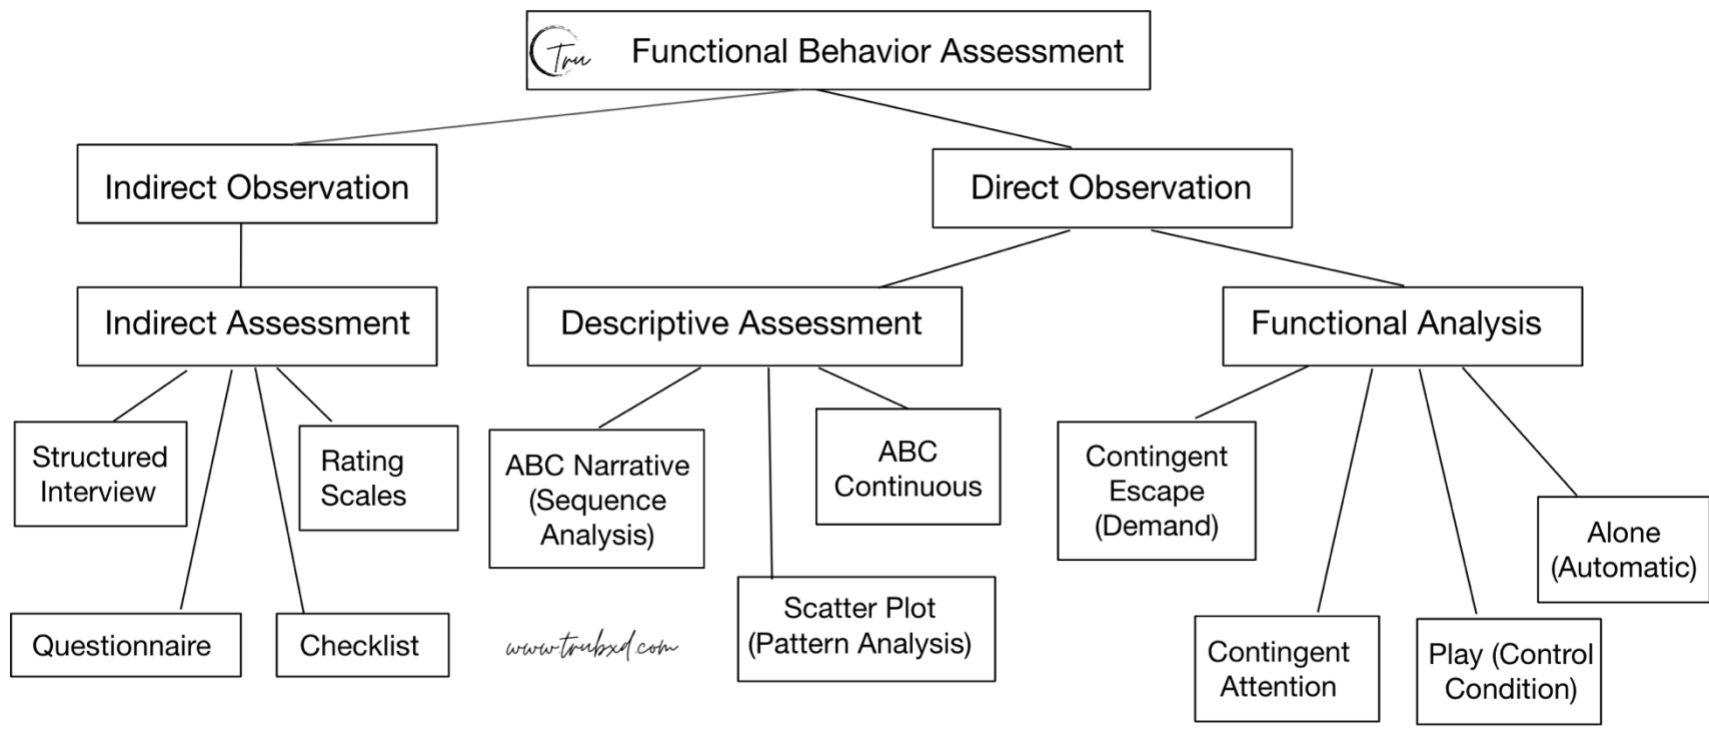 Tru
Functional Behavior Assessment
Indirect Observation
Direct Observation
Indirect Assessment
Descriptive Assessment
Functional Analysis
Structured
Interview
Rating
Scales
Questionnaire
Checklist
ABC Narrative
(Sequence
Analysis)
ABC
Continuous
Scatter Plot
(Pattern Analysis)
Contingent
Escape
(Demand)
Contingent
Attention
Play (Control
Condition)
Alone
(Automatic)
www.trubxd.com